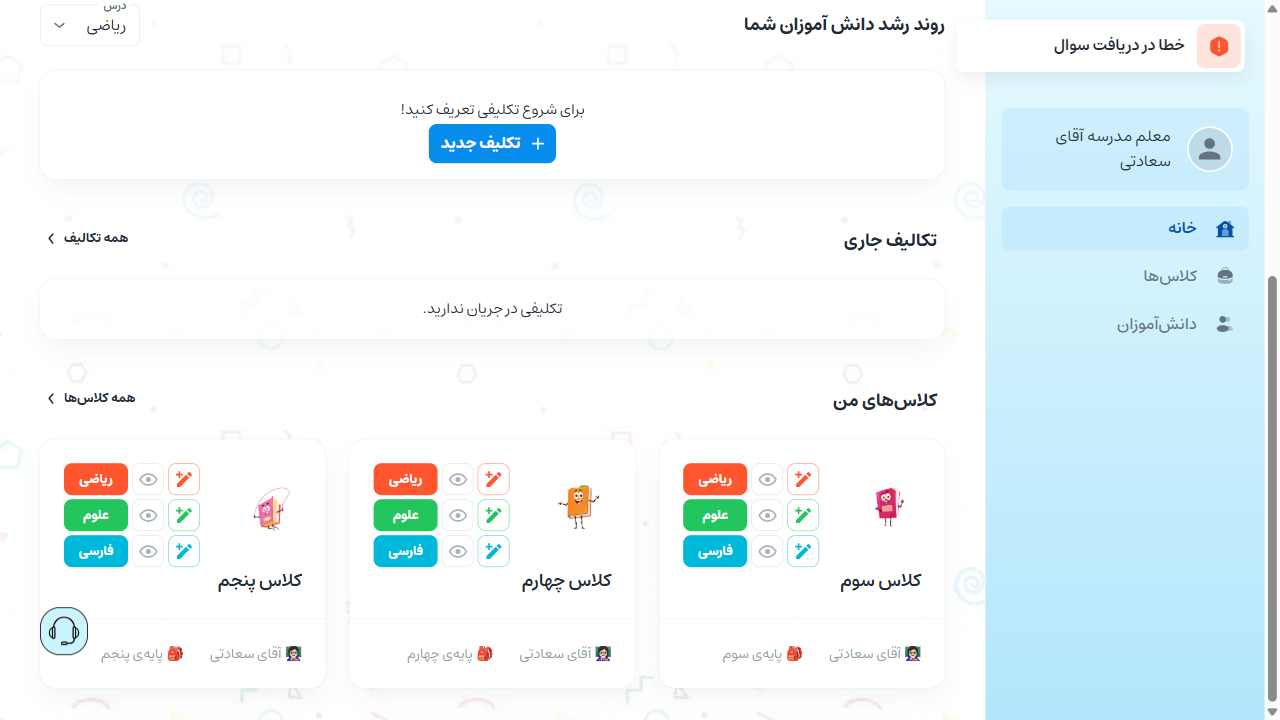 خطا در دریافت سوال
معلم مدرسه آقای
سعادتی
خانه
کلاس‌ها
دانش‌آموزان
روند رشد دانش آموزان شما
درس
ریاضی
برای شروع تکلیفی تعریف کنید!
تکلیف جدید
تکالیف جاری
همه تکالیف
تکلیفی در جریان ندارید.
کلاس‌های من
همه کلاس‌ها
ریاضی
علوم
فارسی
کلاس سوم
آقای سعادتی
پایه‌ی سوم
ریاضی
علوم
فارسی
کلاس چهارم
آقای سعادتی
پایه‌ی چهارم
ریاضی
علوم
فارسی
کلاس پنجم
آقای سعادتی
پایه‌ی پنجم